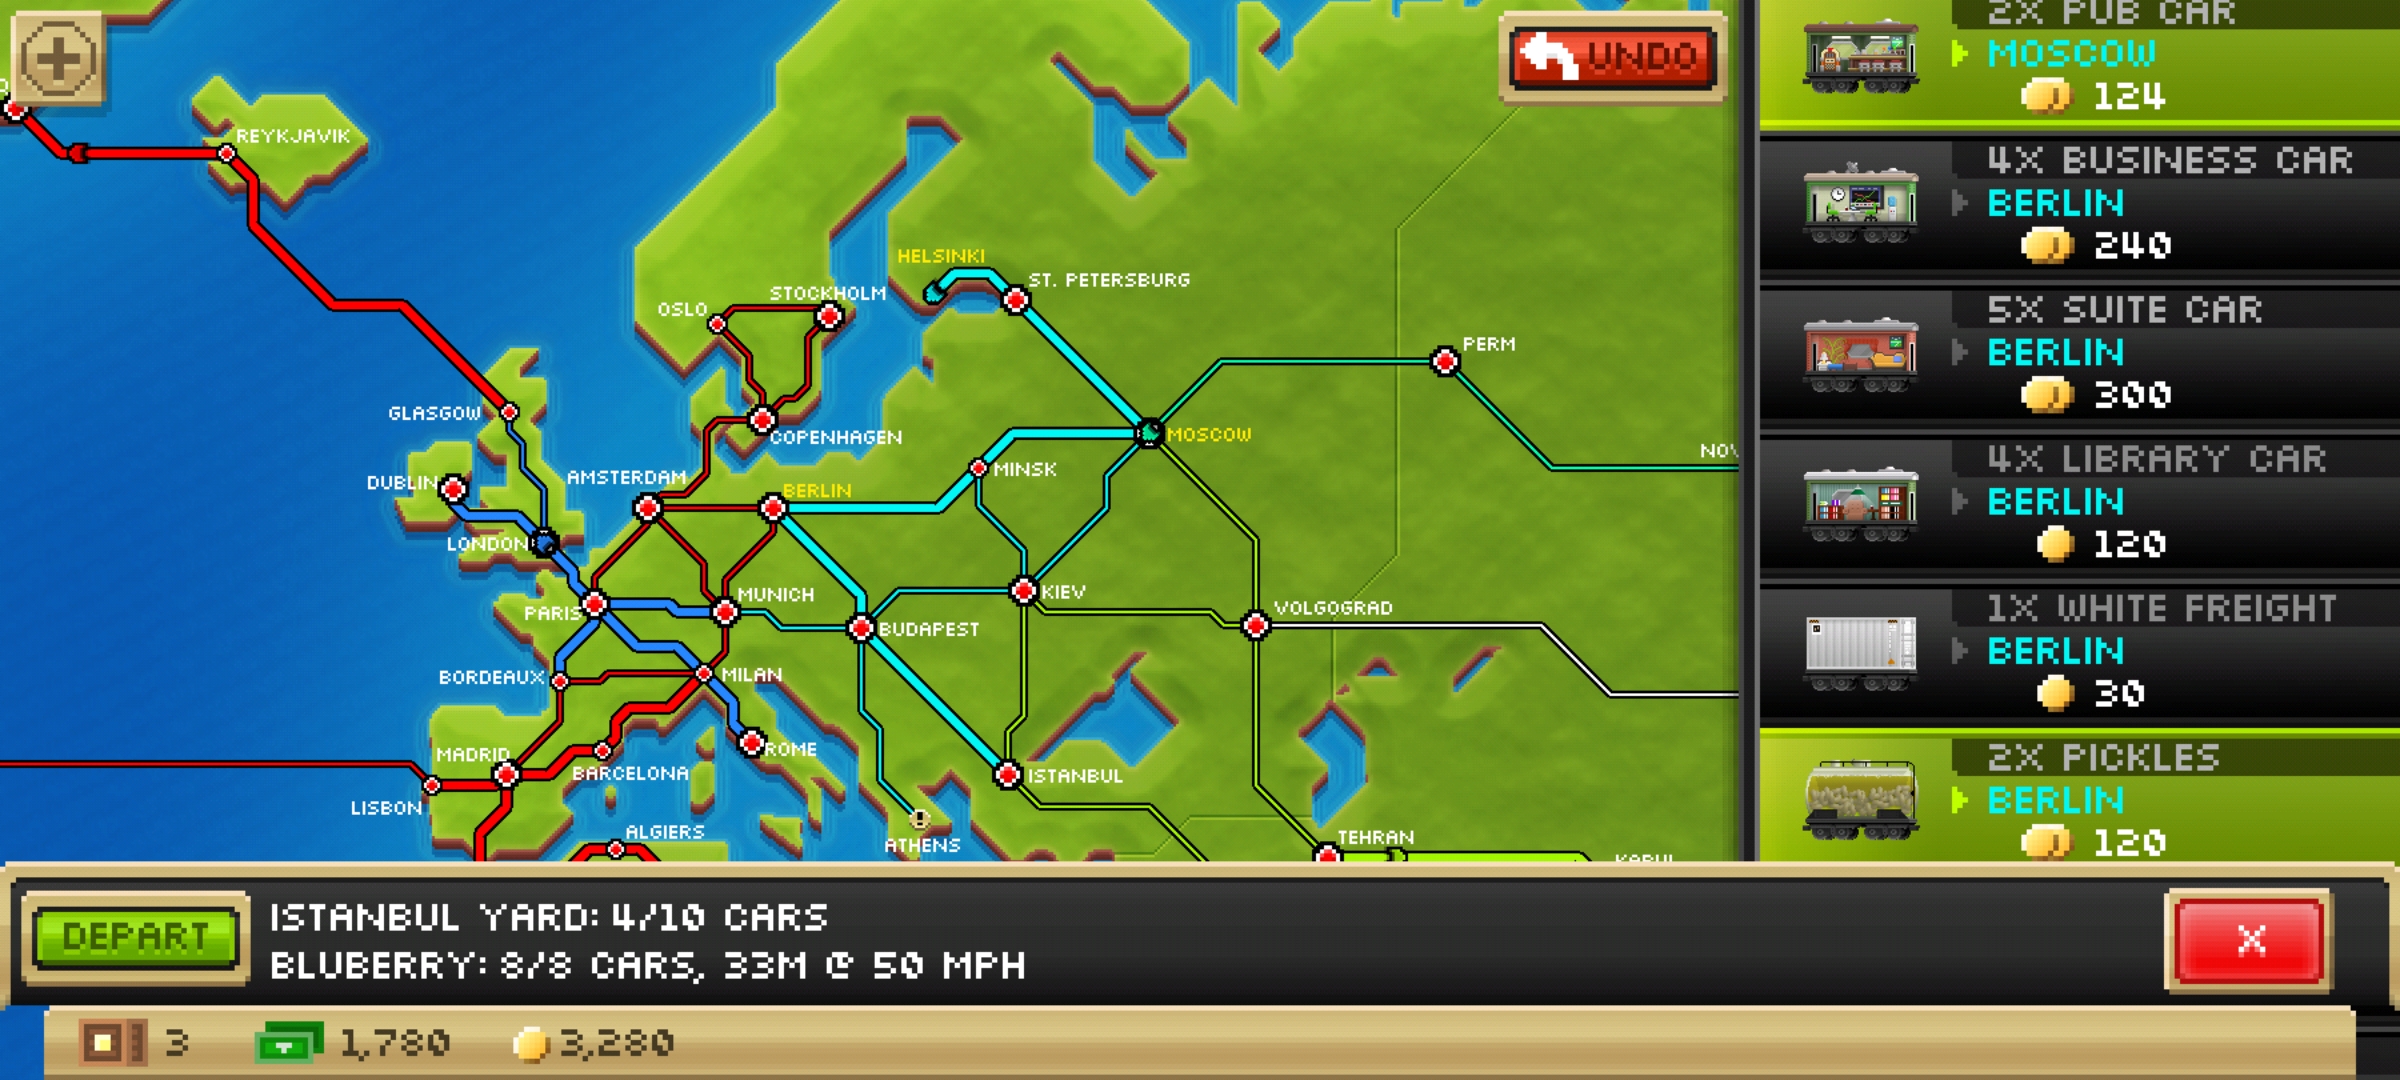 UNDO
REYKJAVIK
HELSINKI
ST. PETERSBURG
STOCKHOLM
OSLO
PERM
GLASGOW
COPENHAGEN
MOSCOW
MINSK
DUBLIN
AMSTERDAM
BERLIN
LONDON
PARIS
MUNICH
KIEV
BUDAPEST
VOLGOGRAD
BORDEAUX
MILAN
MADRID
ROME
BARCELONA
ISTANBUL
LISBON
ALGIERS
ATHENS
TEHRAN
2X PUB CAR
MOSCOW
124
4X BUSINESS CAR
BERLIN
240
5X SUITE CAR
BERLIN
300
4X LIBRARY CAR
BERLIN
120
1X WHITE FREIGHT
BERLIN
30
2X PICKLES
BERLIN
120
DEPART
ISTANBUL YARD: 4/10 CARS
BLUBERRY: 8/8 CARS, 33M @ 50 MPH
X
3
1,780
3,280